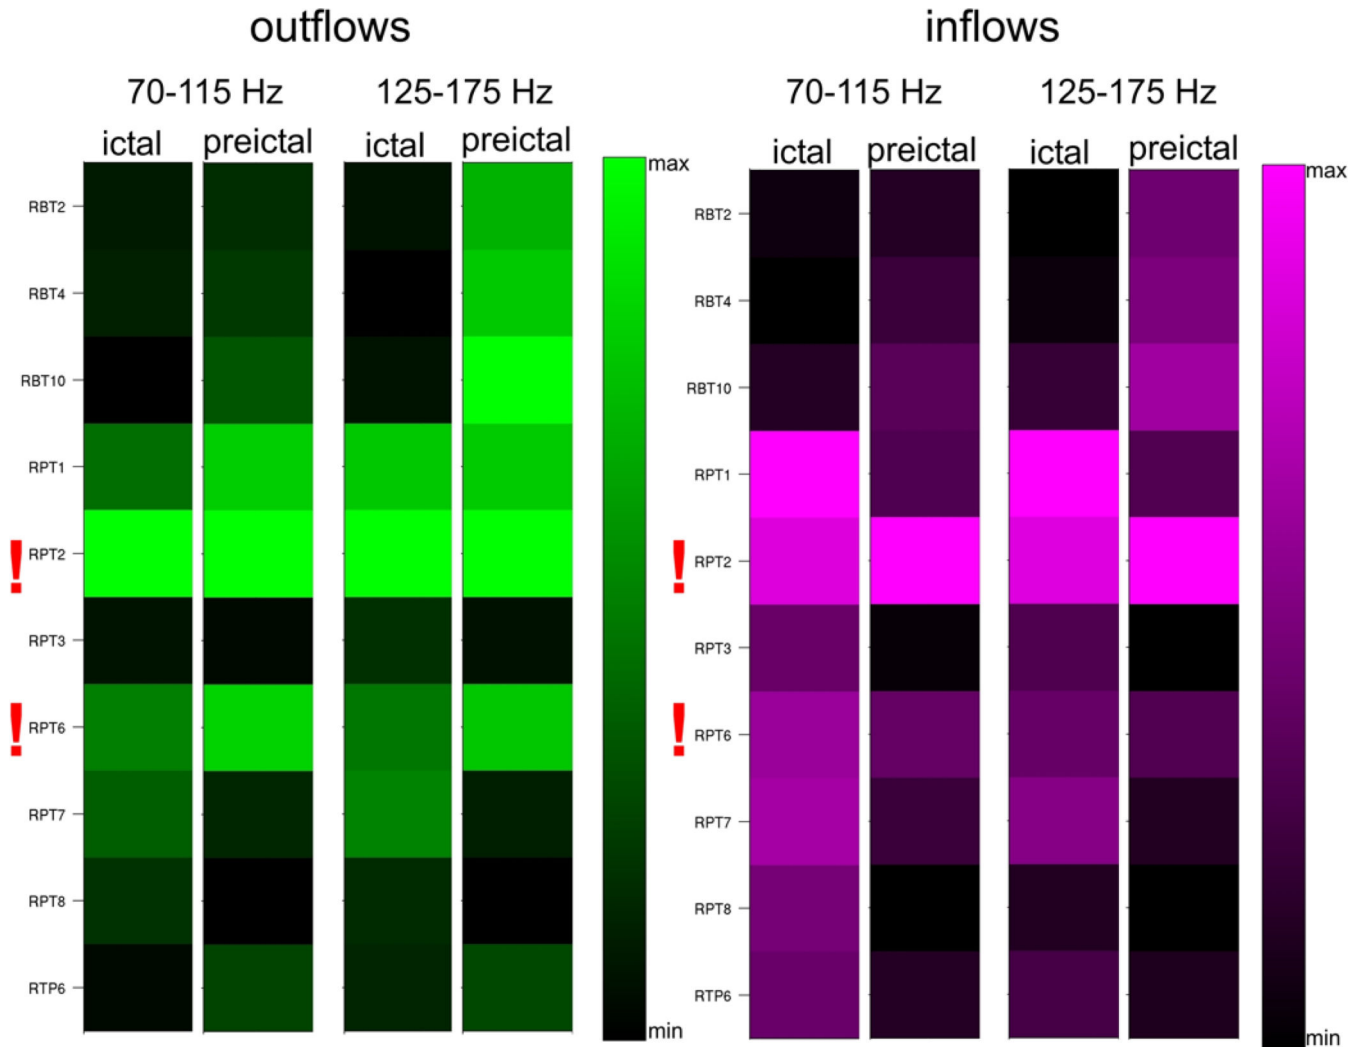 outflows
inflows
70-115 Hz 125-175 Hz
70-115 Hz 125-175 Hz
ictal preictal ictal preictal
ictal preictal ictal preictal
max
max
RBT2
RBT4
RBT10
RPT1
! RPT2
RPT3
! RPT6
RPT7
RPT8
RTP6
min
RBT2
RBT4
RBT10
RPT1
! RPT2
RPT3
! RPT6
RPT7
RPT8
RTP6
min